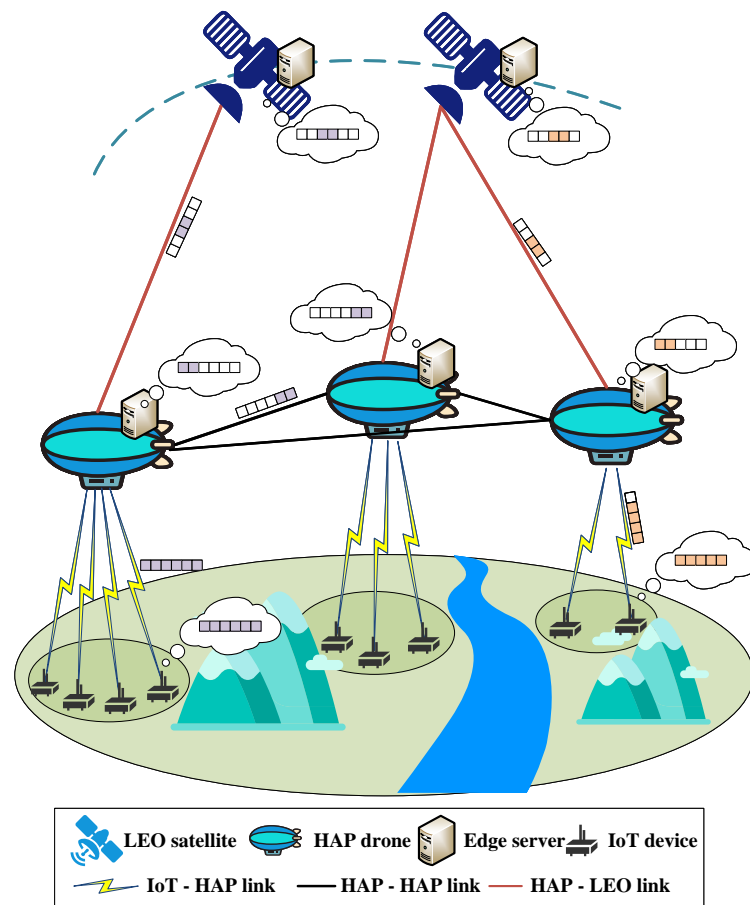 LEO satellite HAP drone Edge server IoT device
IoT - HAP link HAP - HAP link HAP - LEO link